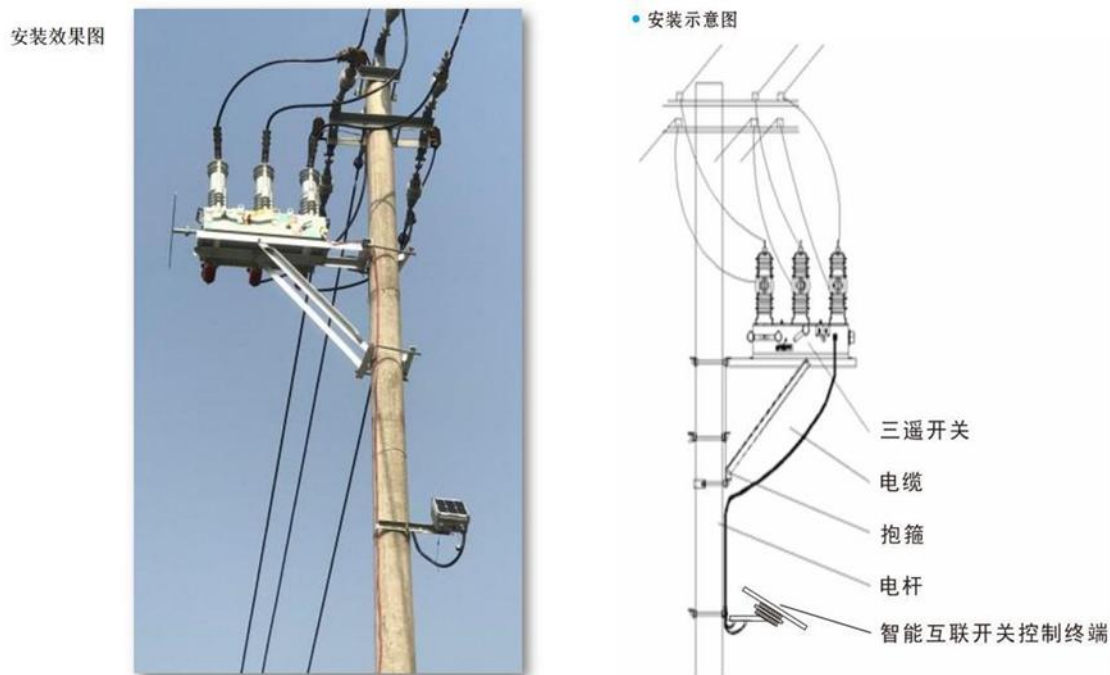 安装效果图
• 安装示意图
三遥开关
电缆
抱箍
电杆
智能互联开关控制终端